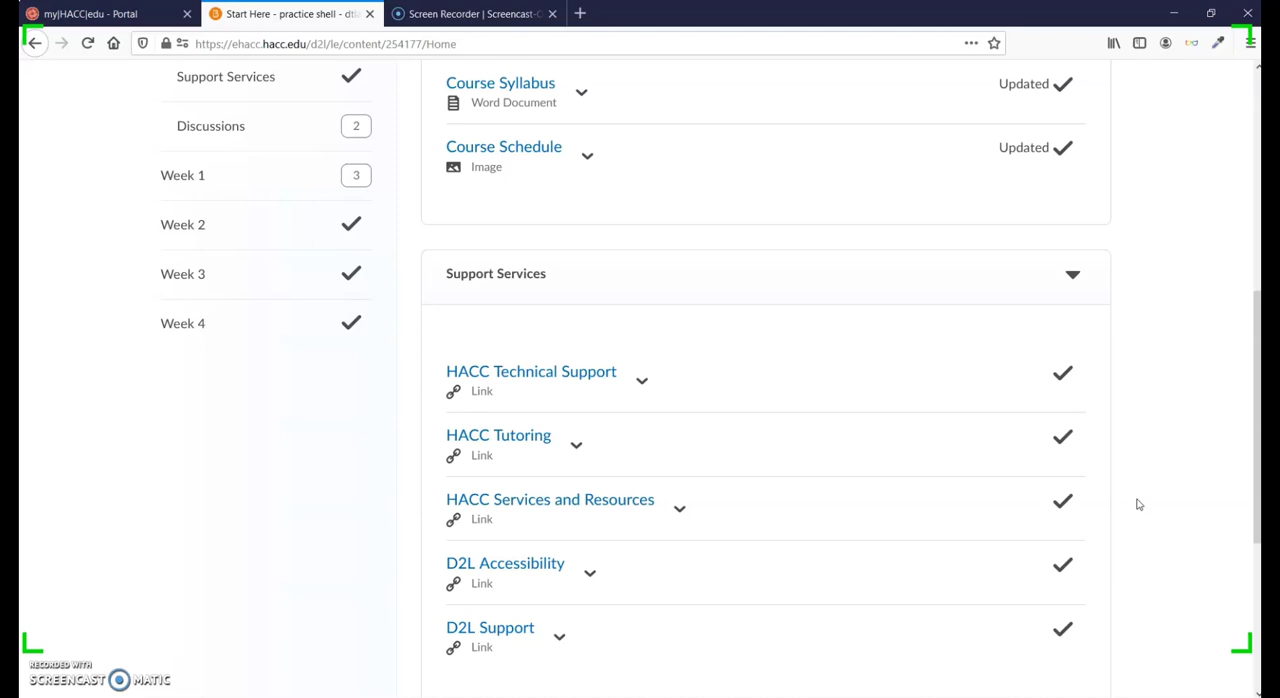 my|HACC|edu - Portal
Start Here - practice shell - dtla
Screen Recorder | Screencast-O
https://ehacc.hacc.edu/d2l/le/content/254177/Home
Support Services
Discussions
2
Week 1
3
Week 2
Week 3
Week 4
Course Syllabus
Word Document
Updated
Course Schedule
Image
Updated
Support Services
HACC Technical Support
Link
HACC Tutoring
Link
HACC Services and Resources
Link
D2L Accessibility
Link
D2L Support
Link
RECORDED WITH
SCREENCAST MATIC